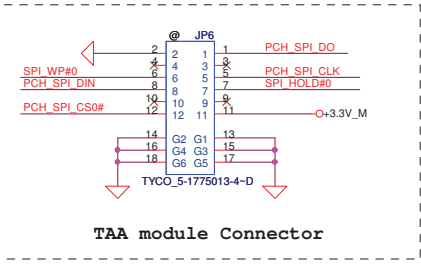 @ JP6
2 2 1 1 PCH_SPI_DO
4 4 3 3
SPI_WP#0 6 6 5 5 PCH_SPI_CLK
PCH_SPI_DIN 8 8 7 7 SPI_HOLD#0
10 10 9 9
PCH_SPI_CS0# 12 12 11 11 +3.3V_M
14 G2 G1 13
16 G4 G3 15
18 G6 G5 17
TYCO_5-1775013-4~D
TAA module Connector